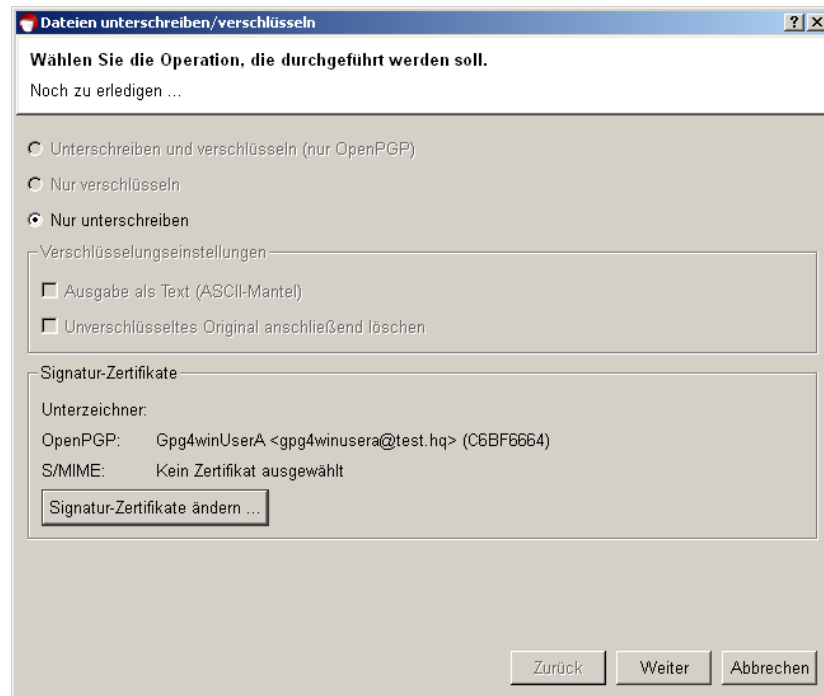 Dateien unterschreiben/verschlüsseln
Wählen Sie die Operation, die durchgeführt werden soll.
Noch zu erledigen ...
Unterschreiben und verschlüsseln (nur OpenPGP)
Nur verschlüsseln
Nur unterschreiben
Verschlüsselungseinstellungen
Ausgabe als Text (ASCII-Mantel)
Unverschlüsseltes Original anschließend löschen
Signatur-Zertifikate
Unterzeichner:
OpenPGP: Gpg4winUserA <gpg4winusera@test.hq> (C6BF6664)
S/MIME: Kein Zertifikat ausgewählt
Signatur-Zertifikate ändern ...
Zurück Weiter Abbrechen